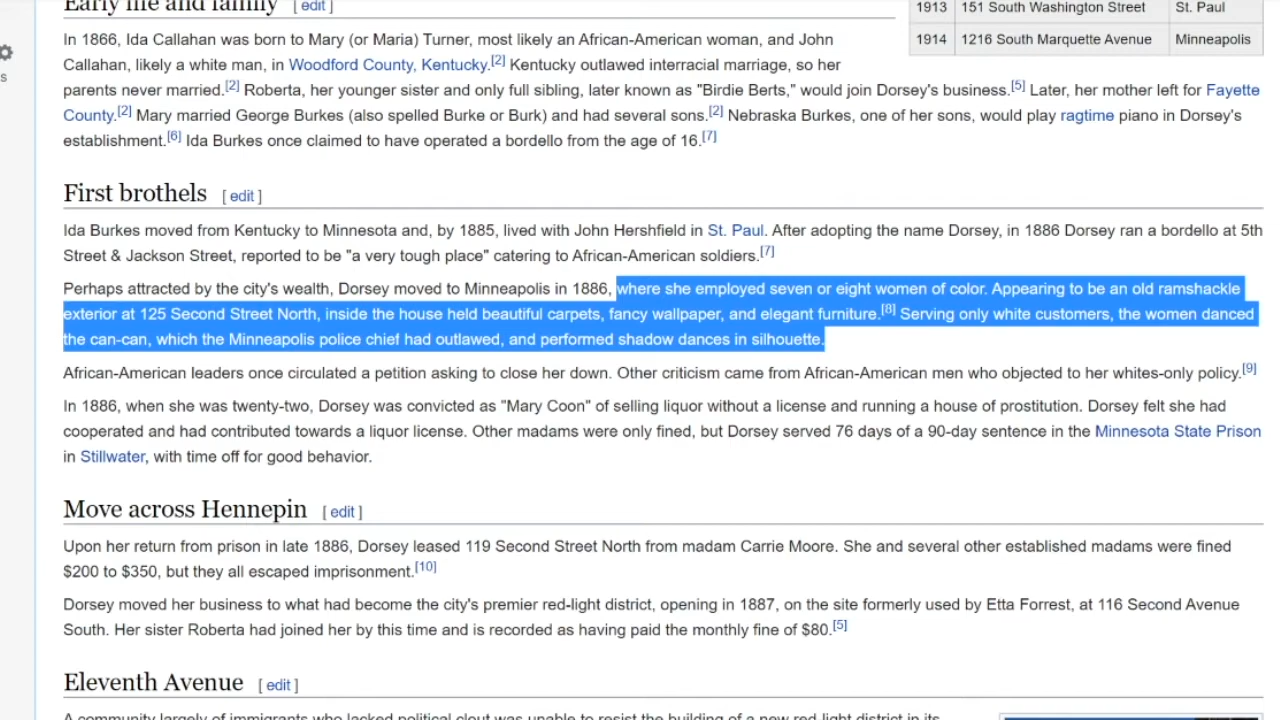 Early life and family [ edit ]
1913 151 South Washington Street St. Paul
1914 1216 South Marquette Avenue Minneapolis
s
In 1866, Ida Callahan was born to Mary (or Maria) Turner, most likely an African-American woman, and John
Callahan, likely a white man, in Woodford County, Kentucky.[2] Kentucky outlawed interracial marriage, so her
parents never married.[2] Roberta, her younger sister and only full sibling, later known as "Birdie Berts," would join Dorsey's business.[5] Later, her mother left for Fayette
County.[2] Mary married George Burkes (also spelled Burke or Burk) and had several sons.[2] Nebraska Burkes, one of her sons, would play ragtime piano in Dorsey's
establishment.[6] Ida Burkes once claimed to have operated a bordello from the age of 16.[7]
First brothels [ edit ]
Ida Burkes moved from Kentucky to Minnesota and, by 1885, lived with John Hershfield in St. Paul. After adopting the name Dorsey, in 1886 Dorsey ran a bordello at 5th
Street & Jackson Street, reported to be "a very tough place" catering to African-American soldiers.[7]
Perhaps attracted by the city's wealth, Dorsey moved to Minneapolis in 1886, where she employed seven or eight women of color. Appearing to be an old ramshackle
exterior at 125 Second Street North, inside the house held beautiful carpets, fancy wallpaper, and elegant furniture.[8] Serving only white customers, the women danced
the can-can, which the Minneapolis police chief had outlawed, and performed shadow dances in silhouette.
African-American leaders once circulated a petition asking to close her down. Other criticism came from African-American men who objected to her whites-only policy.[9]
In 1886, when she was twenty-two, Dorsey was convicted as "Mary Coon" of selling liquor without a license and running a house of prostitution. Dorsey felt she had
cooperated and had contributed towards a liquor license. Other madams were only fined, but Dorsey served 76 days of a 90-day sentence in the Minnesota State Prison
in Stillwater, with time off for good behavior.
Move across Hennepin [ edit ]
Upon her return from prison in late 1886, Dorsey leased 119 Second Street North from madam Carrie Moore. She and several other established madams were fined
$200 to $350, but they all escaped imprisonment.[10]
Dorsey moved her business to what had become the city's premier red-light district, opening in 1887, on the site formerly used by Etta Forrest, at 116 Second Avenue
South. Her sister Roberta had joined her by this time and is recorded as having paid the monthly fine of $80.[5]
Eleventh Avenue [ edit ]
A community largely of immigrants who lacked political clout was unable to resist the building of a new red-light district in its